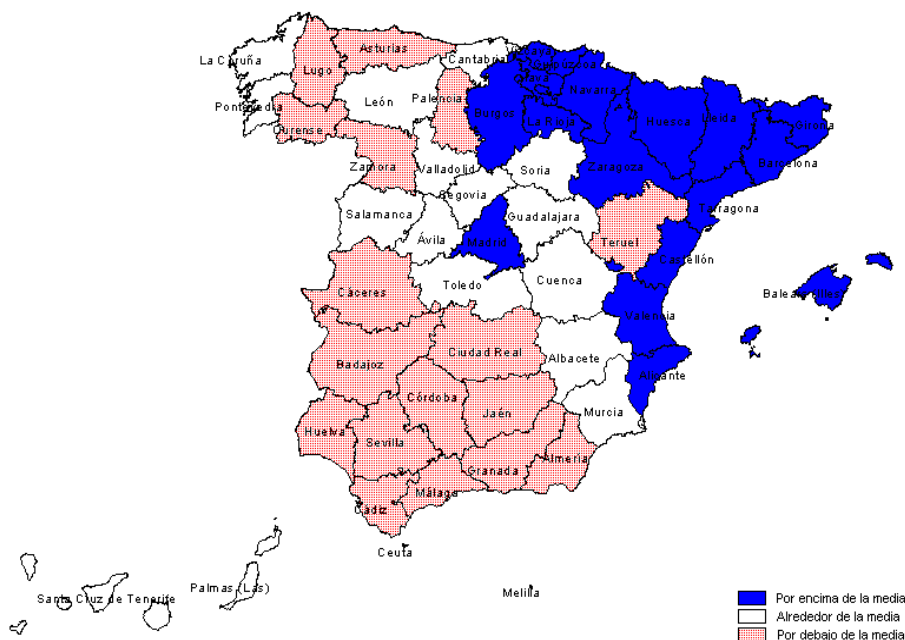 Asturias
Cantabria
La Coruña
Lugo
Guipúzcoa
Álava
Navarra
León
Palencia
Pontevedra
Burgos
La Rioja
Huesca
Lleida
Girona
Ourense
Zamora
Valladolid
Soria
Zaragoza
Barcelona
Segovia
Salamanca
Guadalajara
Tarragona
Ávila
Madrid
Teruel
Castellón
Cáceres
Toledo
Cuenca
Valencia
Badajoz
Ciudad Real
Albacete
Alicante
Córdoba
Jaén
Murcia
Huelva
Sevilla
Granada
Almería
Málaga
Cádiz
Ceuta
Palmas (Las)
Santa Cruz de Tenerife
Melilla
Por encima de la media
Alrededor de la media
Por debajo de la media